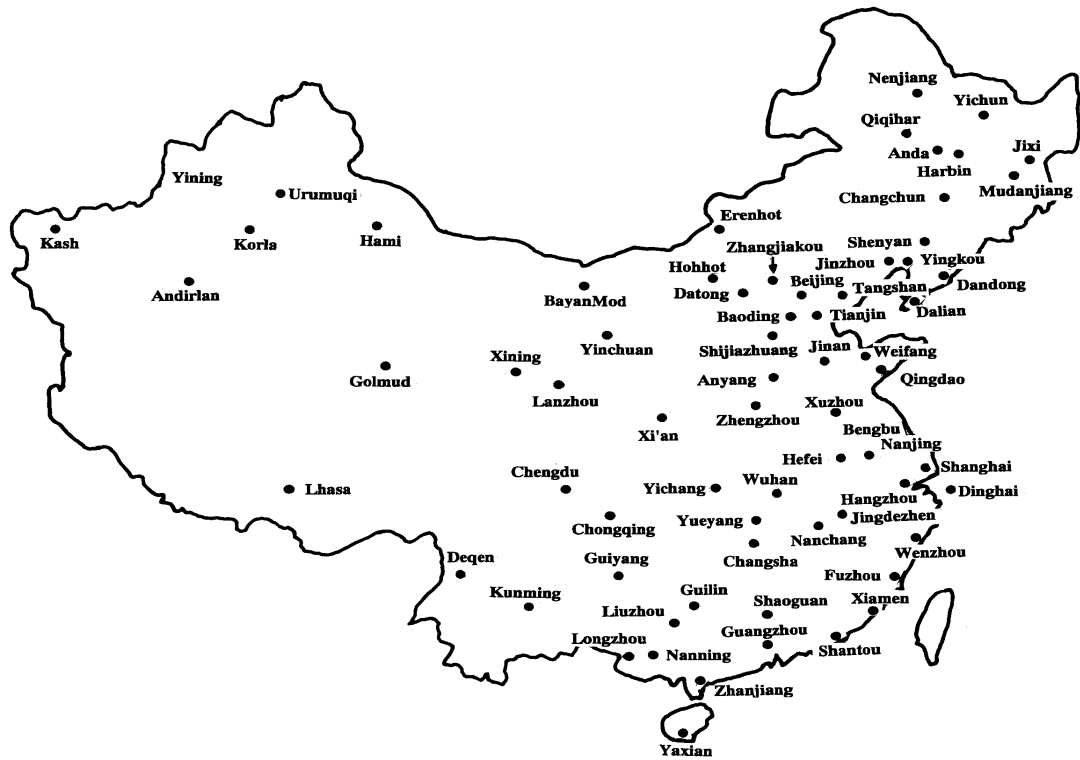 Nenjiang
Yichun
Qiqihar
Anda
Harbin
Jixi
Mudanjiang
Changchun
Yining
Urumuqi
Erenhot
Kash
Korla
Hami
Zhangjiakou
Shenyan
Jinzhou
Yingkou
Hohhot
Beijing
Tangshan
Dandong
Andirlan
BayanMod
Datong
Baoding
Tianjin
Dalian
Yinchuan
Shijiazhuang
Jinan
Weifang
Xining
Golmud
Lanzhou
Anyang
Qingdao
Xuzhou
Zhengzhou
Xi'an
Bengbu
Nanjing
Hefei
Shanghai
Chengdu
Lhasa
Yichang
Wuhan
Hangzhou
Dinghai
Chongqing
Yueyang
Jingdezhen
Nanchang
Wenzhou
Deqen
Guiyang
Changsha
Fuzhou
Kunming
Guilin
Shaoguan
Xiamen
Liuzhou
Guangzhou
Longzhou
Nanning
Shantou
Zhanjiang
Yaxian